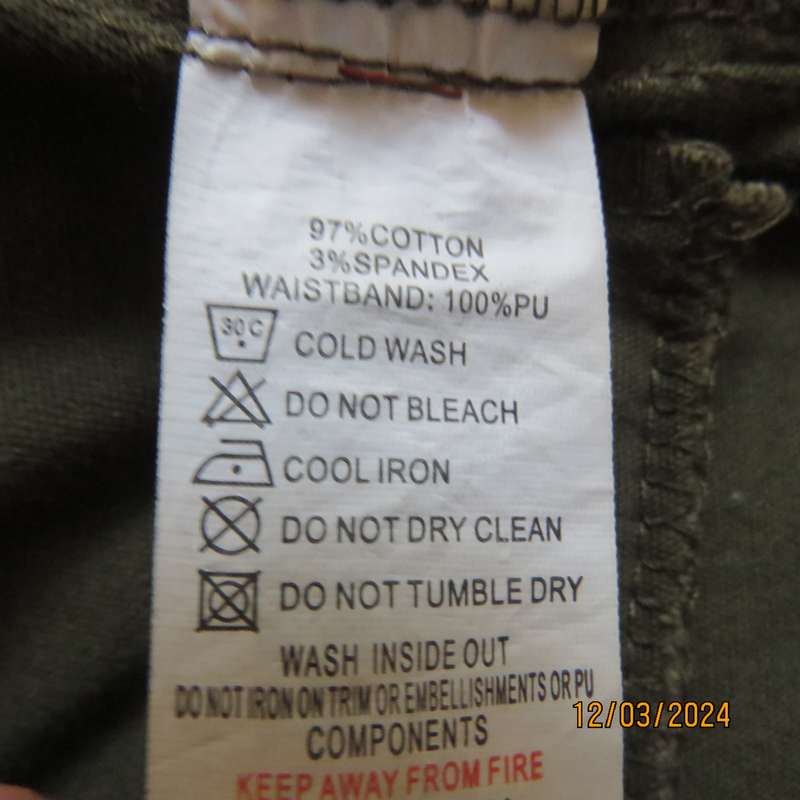 97%COTTON
3%SPANDEX
WAISTBAND: 100%PU
30C
COLD WASH
DO NOT BLEACH
COOL IRON
DO NOT DRY CLEAN
DO NOT TUMBLE DRY
WASH INSIDE OUT
DO NOT IRON ON TRIM OR EMBELLISHMENTS OR PU
COMPONENTS
KEEP AWAY FROM FIRE
12/03/2024